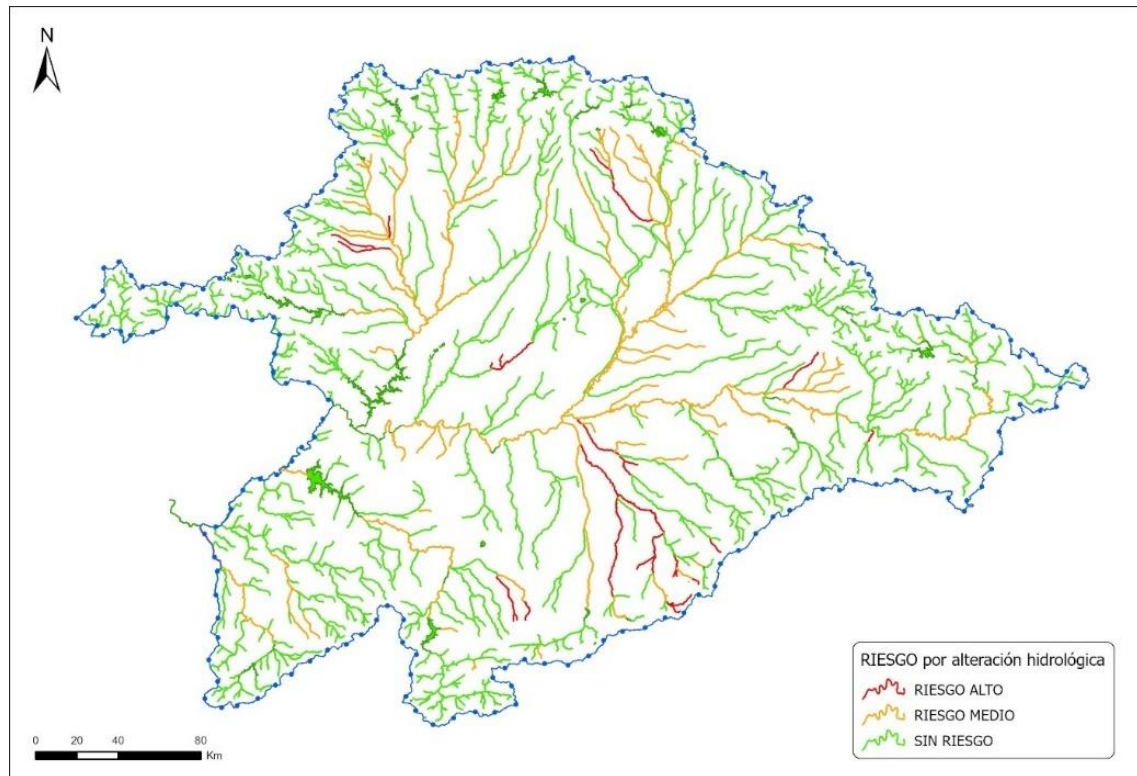 N
RIESGO por alteración hidrológica
RIESGO ALTO
RIESGO MEDIO
SIN RIESGO
0 20 40 80
Km